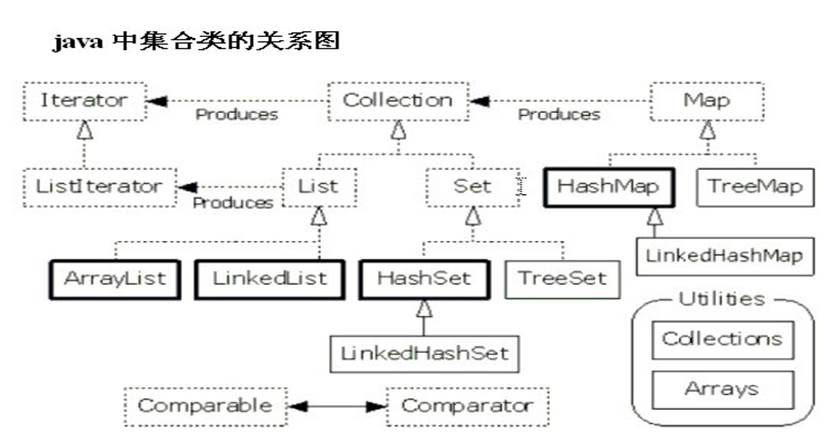 java 中集合类的关系图
Iterator
Produces
Collection
Produces
Map
ListIterator
Produces
List
Set
HashMap
TreeMap
LinkedHashMap
ArrayList
LinkedList
HashSet
TreeSet
Utilities
Collections
LinkedHashSet
Arrays
Comparable
Comparator